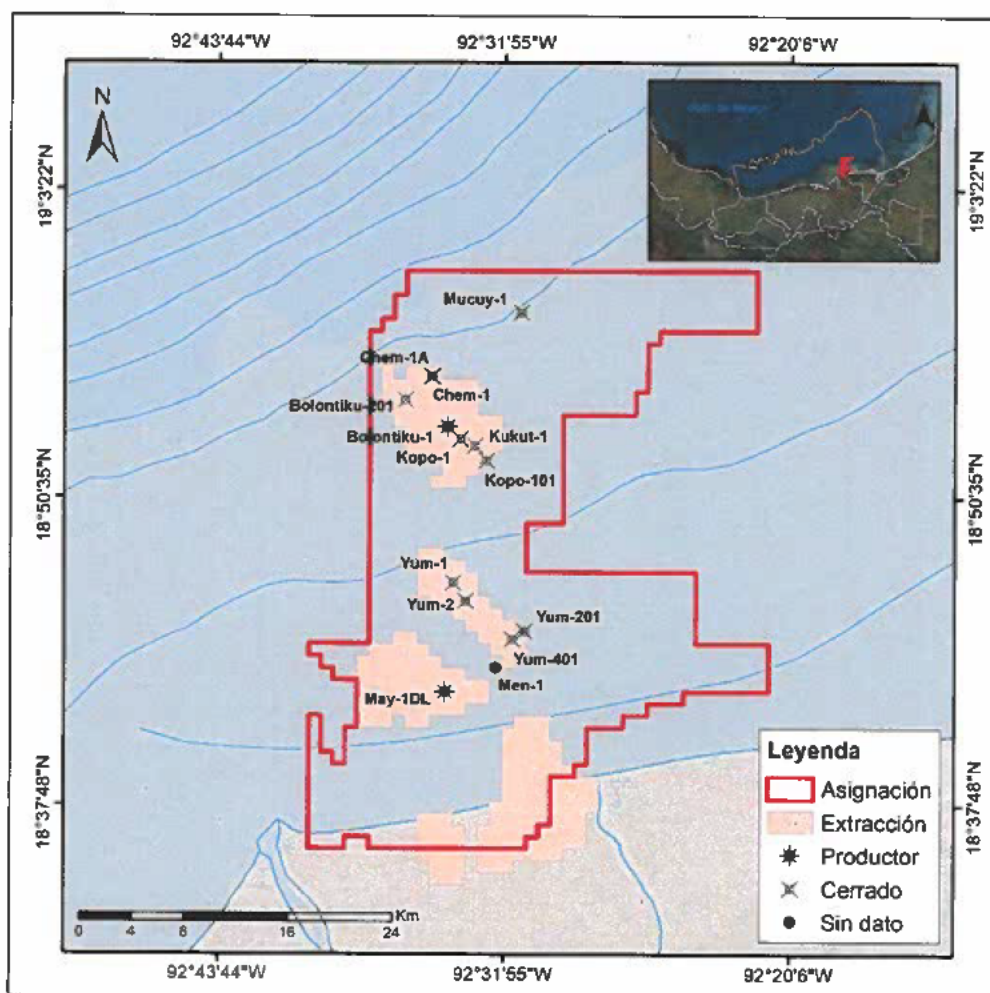 92°43'44"W 92°31'55"W 92°20'6"W
N
19°3'22"N
19°3'22"N
Mucuy-1
Chem-1A
Chem-1
Bolontiku-201
Bolontiku-1
Kukut-1
Kopo-1
Kopo-101
18°50'35"N
18°50'35"N
Yum-1
Yum-2
Yum-201
Yum-401
Men-1
May-1DL
18°37'48"N
18°37'48"N
Leyenda
Asignación
Extracción
Productor
Cerrado
Sin dato
Km
0 4 8 16 24
92°43'44"W 92°31'55"W 92°20'6"W